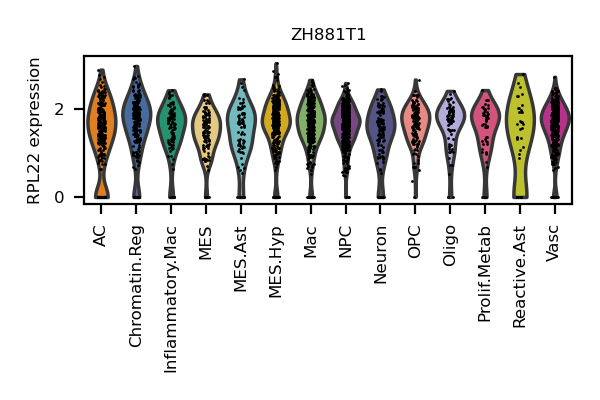 ZH881T1
RPL22 expression
2
0
AC
Chromatin.Reg
Inflammatory.Mac
MES
MES.Ast
MES.Hyp
Mac
NPC
Neuron
OPC
Oligo
Prolif.Metab
Reactive.Ast
Vasc